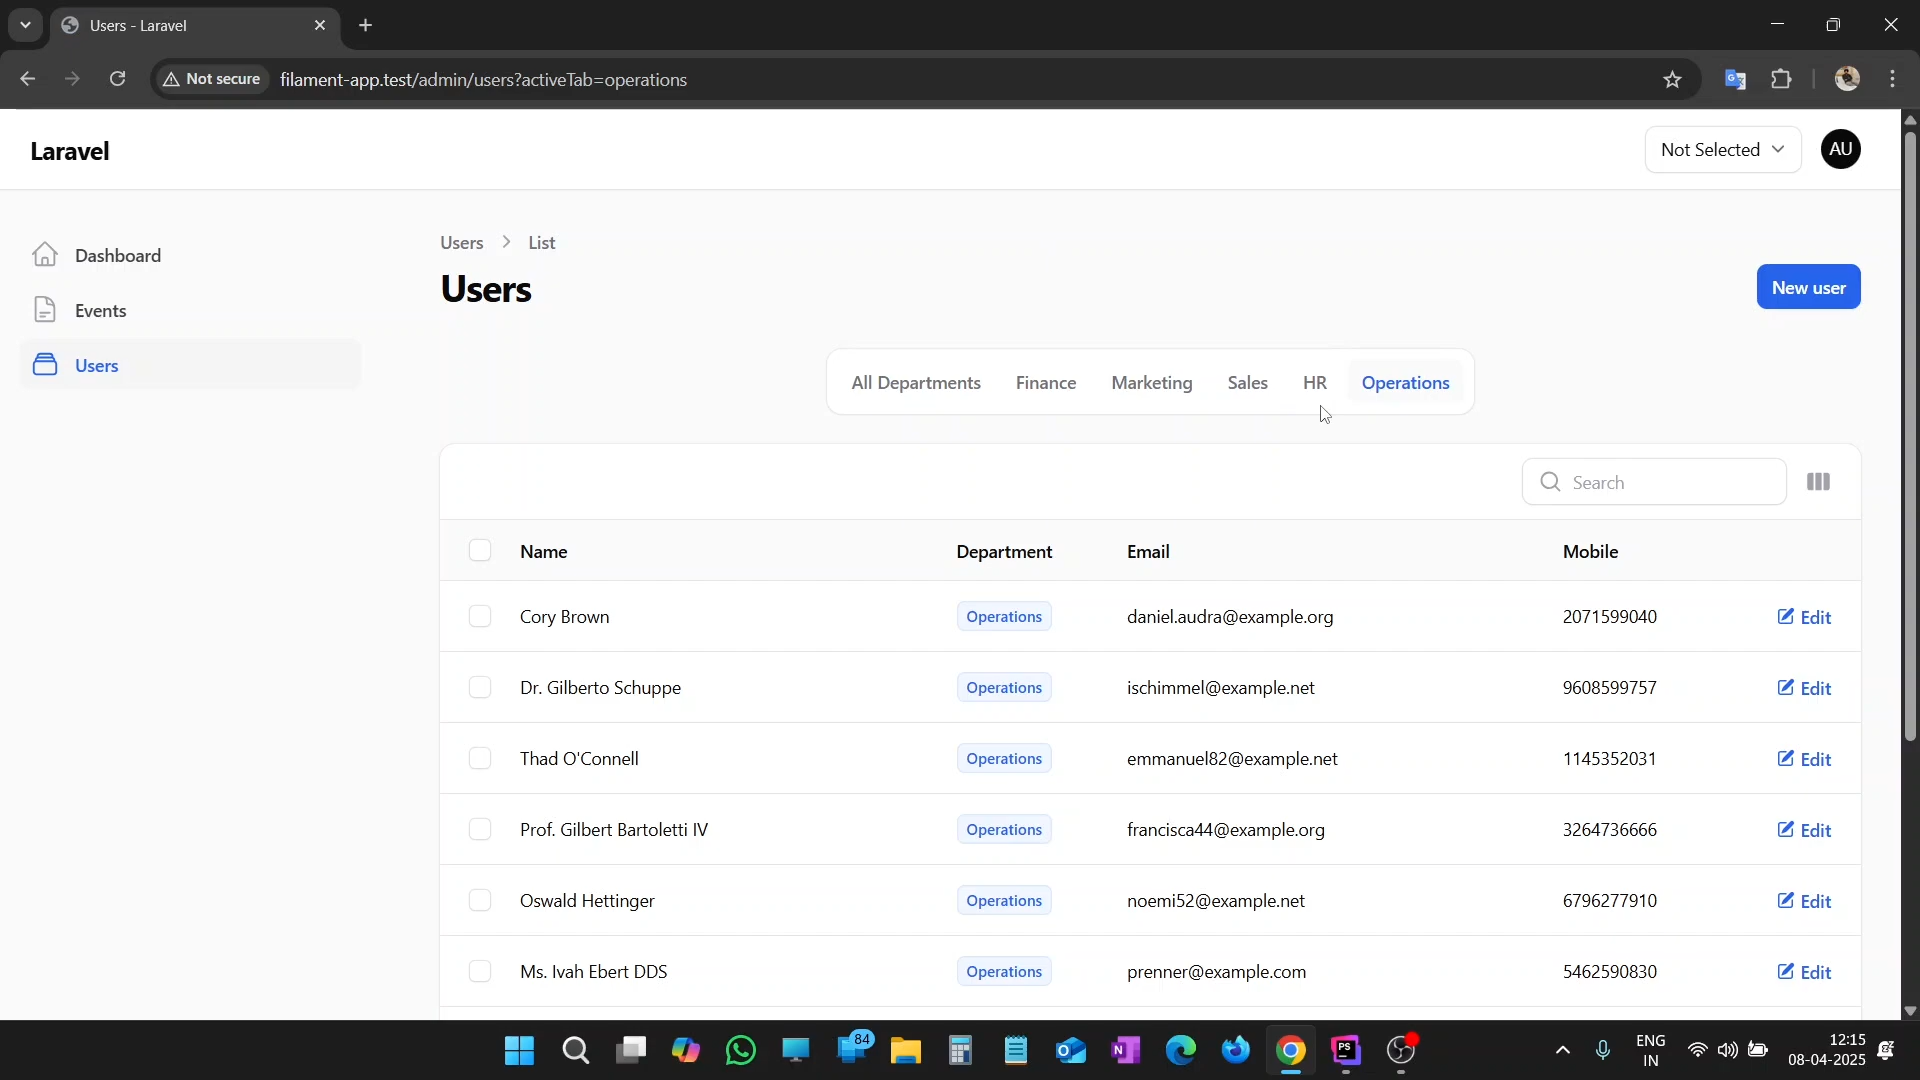 Users - Laravel
Not secure filament-app.test/admin/users?activeTab=operations
Laravel
Not Selected
AU
Dashboard
Events
Users
Users > List
Users
New user
All Departments Finance Marketing Sales HR Operations
Search
Name Department Email Mobile
Cory Brown Operations daniel.audra@example.org 2071599040 Edit
Dr. Gilberto Schuppe Operations ischimmel@example.net 9608599757 Edit
Thad O'Connell Operations emmanuel82@example.net 1145352031 Edit
Prof. Gilbert Bartoletti IV Operations francisca44@example.org 3264736666 Edit
Oswald Hettinger Operations noemi52@example.net 6796277910 Edit
Ms. Ivah Ebert DDS Operations prenner@example.com 5462590830 Edit
84
PS
ENG
IN
12:15
08-04-2025